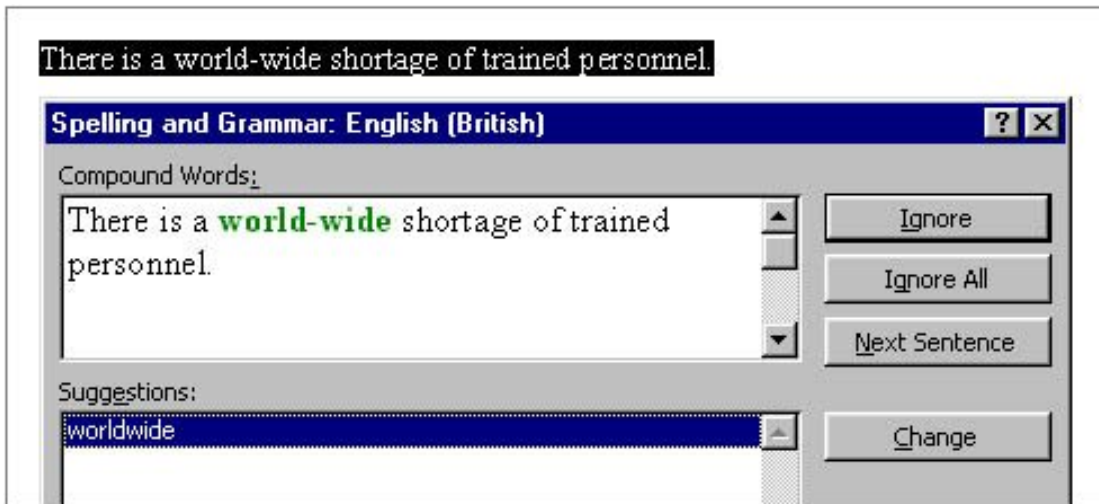 There is a world-wide shortage of trained personnel.
Spelling and Grammar: English (British)
?
Compound Words:
There is a world-wide shortage of trained
personnel.
Ignore
Ignore All
Next Sentence
Suggestions:
worldwide
Change